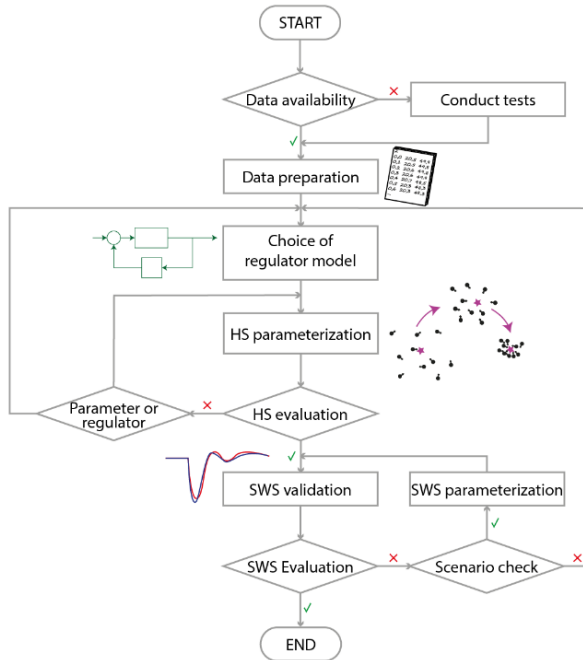 START
Data availability
Conduct tests
Data preparation
Choice of
regulator model
HS parameterization
Parameter or
regulator
HS evaluation
SWS validation
SWS parameterization
SWS Evaluation
Scenario check
END